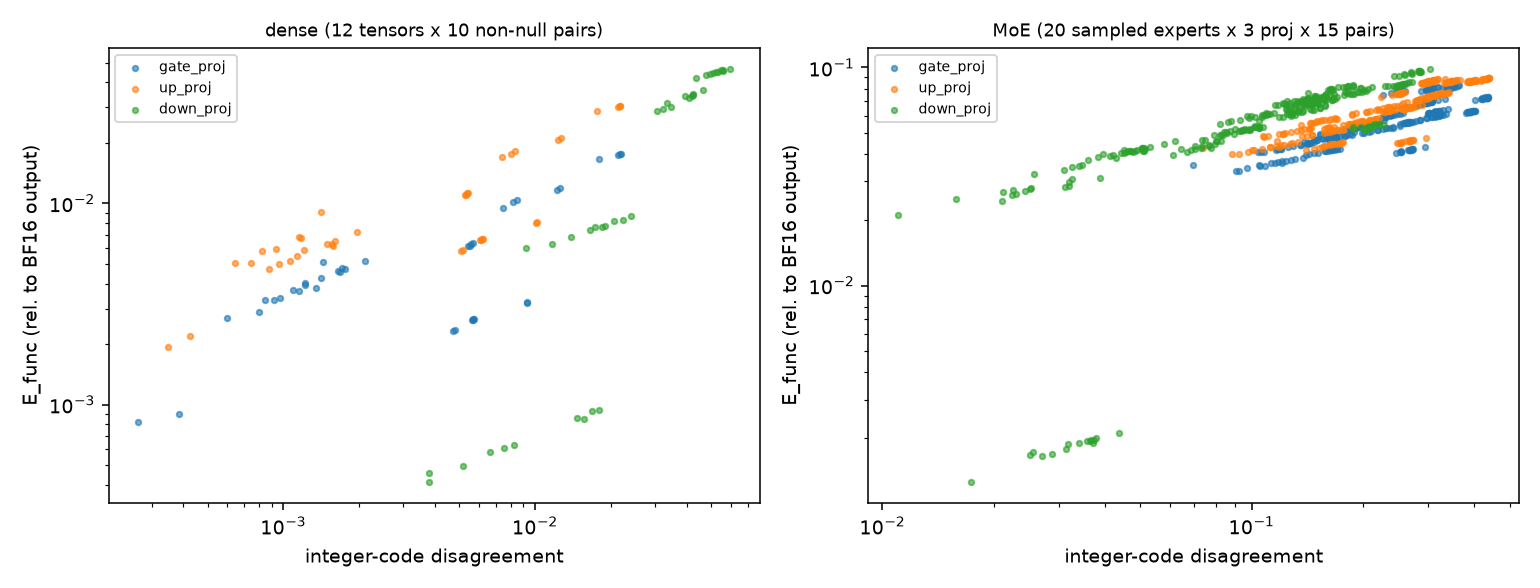 dense (12 tensors x 10 non-null pairs)
gate_proj
up_proj
down_proj
E_func (rel. to BF16 output)
10⁻²
10⁻³
10⁻³
10⁻²
integer-code disagreement
MoE (20 sampled experts x 3 proj x 15 pairs)
gate_proj
up_proj
down_proj
E_func (rel. to BF16 output)
10⁻¹
10⁻²
10⁻²
10⁻¹
integer-code disagreement